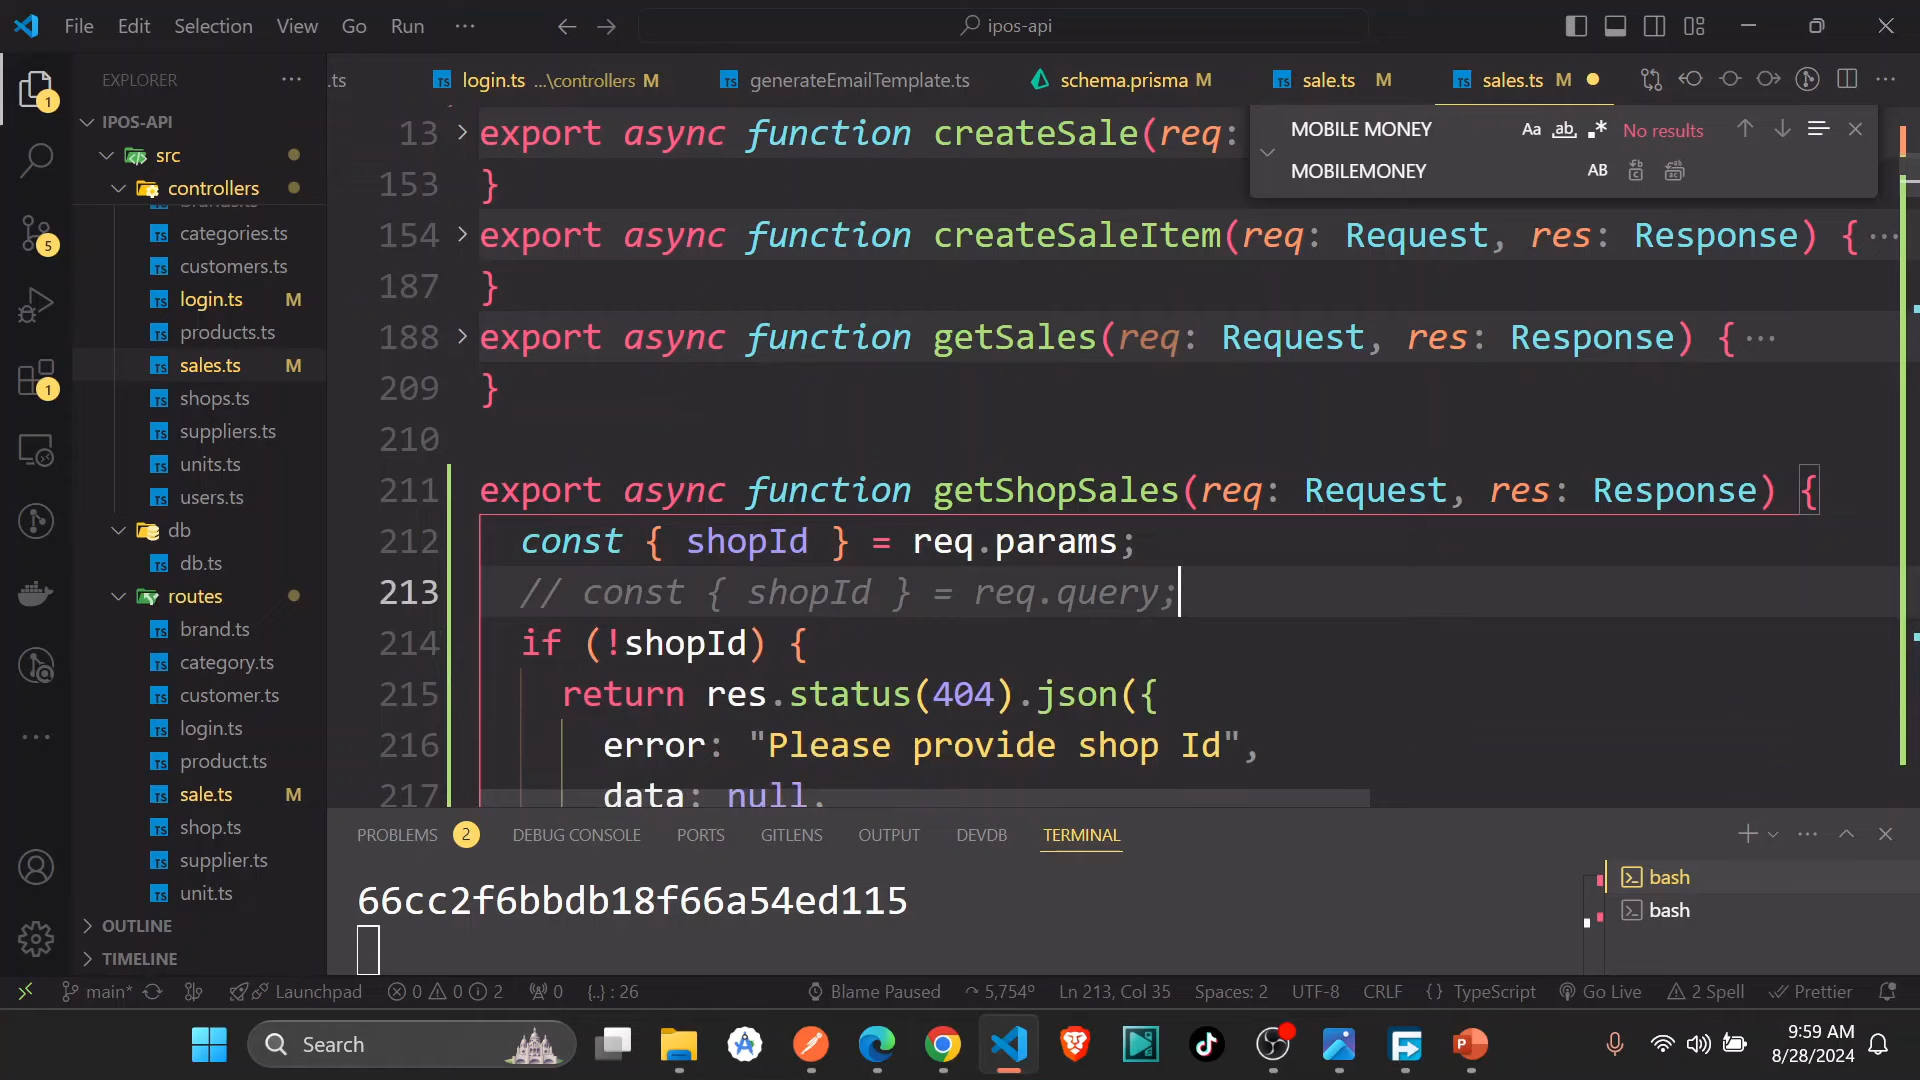 File Edit Selection View Go Run ··· ipos-api
EXPLORER ···
.ts login.ts ...\controllers M generateEmailTemplate.ts schema.prisma M sale.ts M sales.ts M
IPOS-API
src
controllers
categories.ts
customers.ts
login.ts M
products.ts
sales.ts M
shops.ts
suppliers.ts
units.ts
users.ts
db
db.ts
routes
brand.ts
category.ts
customer.ts
login.ts
product.ts
sale.ts M
shop.ts
supplier.ts
unit.ts
OUTLINE
TIMELINE
MOBILE MONEY Aa ab .* No results
MOBILEMONEY AB
13 export async function createSale(req:
153 }
154 export async function createSaleItem(req: Request, res: Response) {···
187 }
188 export async function getSales(req: Request, res: Response) {···
209 }
210
211 export async function getShopSales(req: Request, res: Response) {
212 const { shopId } = req.params;
213 // const { shopId } = req.query;
214 if (!shopId) {
215 return res.status(404).json({
216 error: "Please provide shop Id",
217 data: null,
PROBLEMS 2 DEBUG CONSOLE PORTS GITLENS OUTPUT DEVDB TERMINAL
66cc2f6bbdb18f66a54ed115
bash
bash
1
5
1
main* Launchpad 0 0 2 0 {..} : 26 Blame Paused 5,754° Ln 213, Col 35 Spaces: 2 UTF-8 CRLF {} TypeScript Go Live 2 Spell Prettier
Search
9:59 AM
8/28/2024